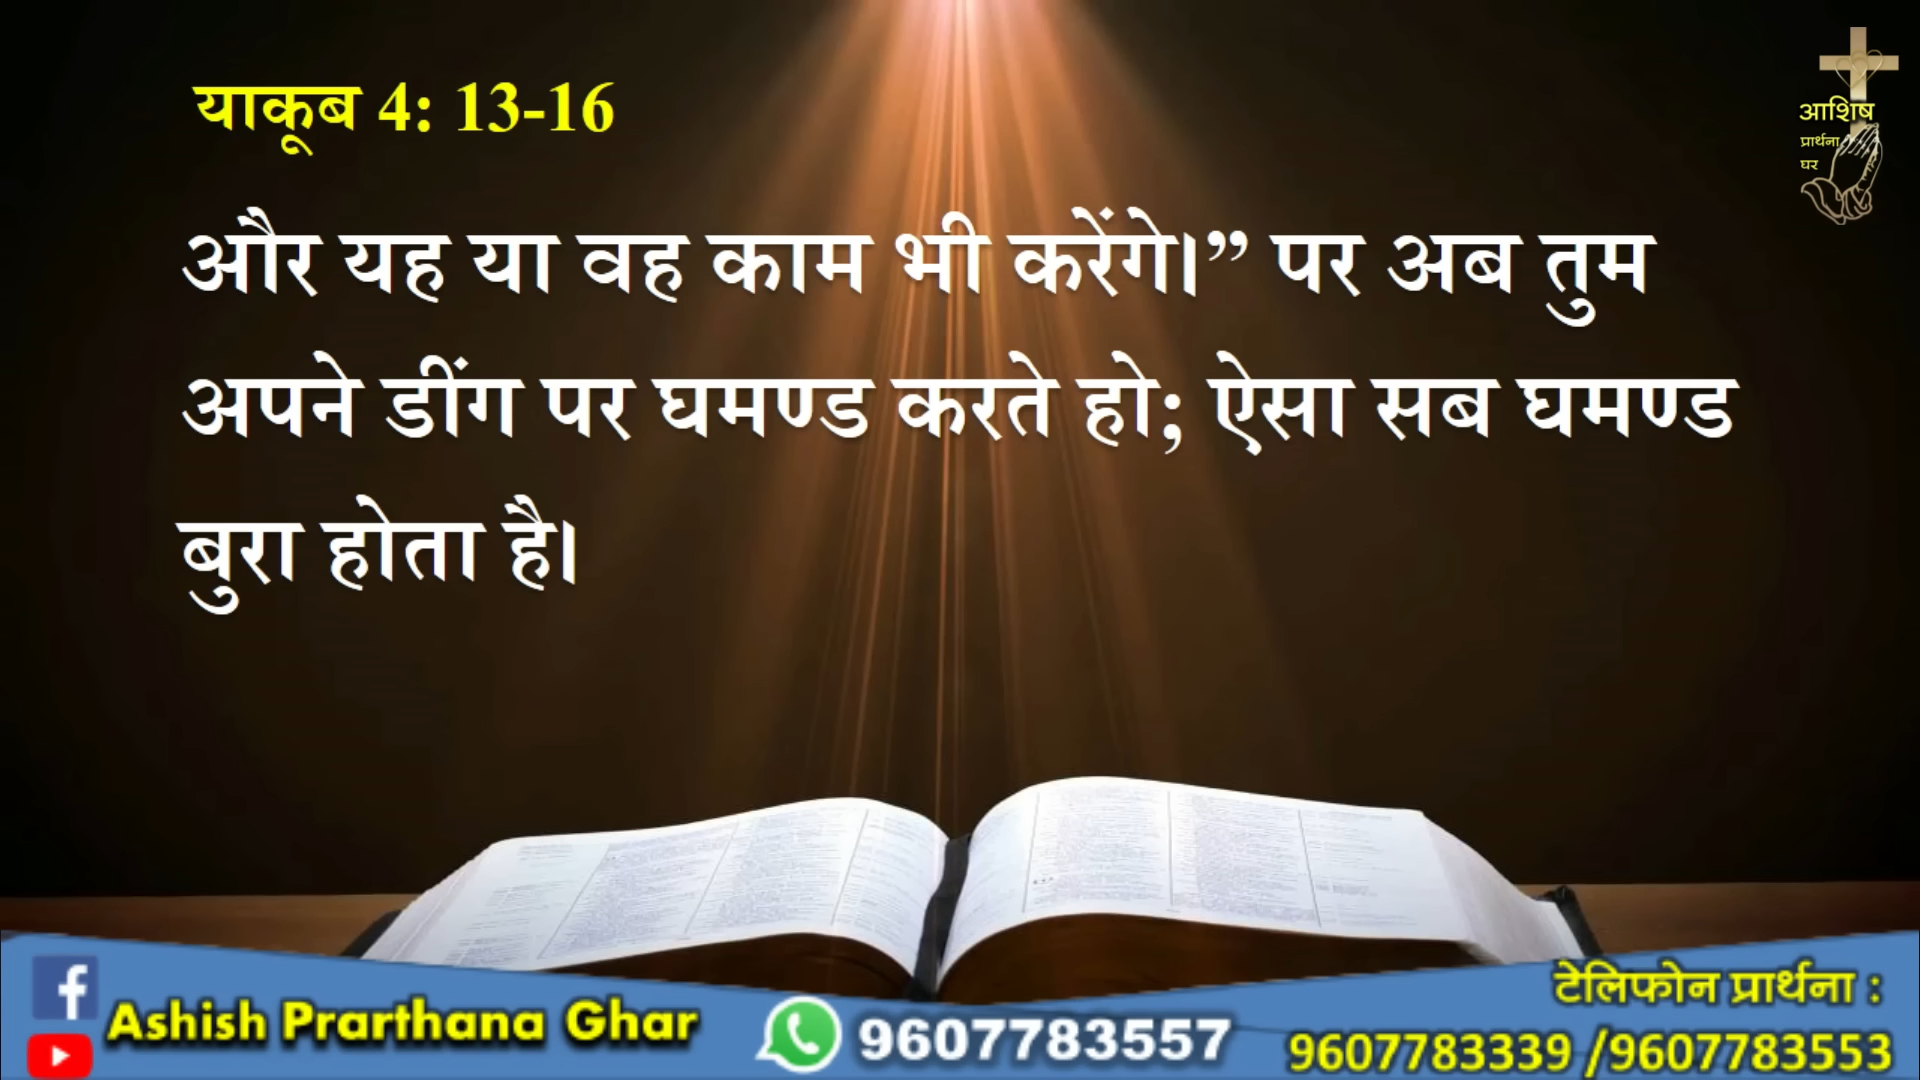 याकूब 4: 13-16
आशिष
प्रार्थना
घर
और यह या वह काम भी करेंगे।” पर अब तुम
अपने डींग पर घमण्ड करते हो; ऐसा सब घमण्ड
बुरा होता है।
Ashish Prarthana Ghar
9607783557
टेलिफोन प्रार्थना :
9607783339 /9607783553